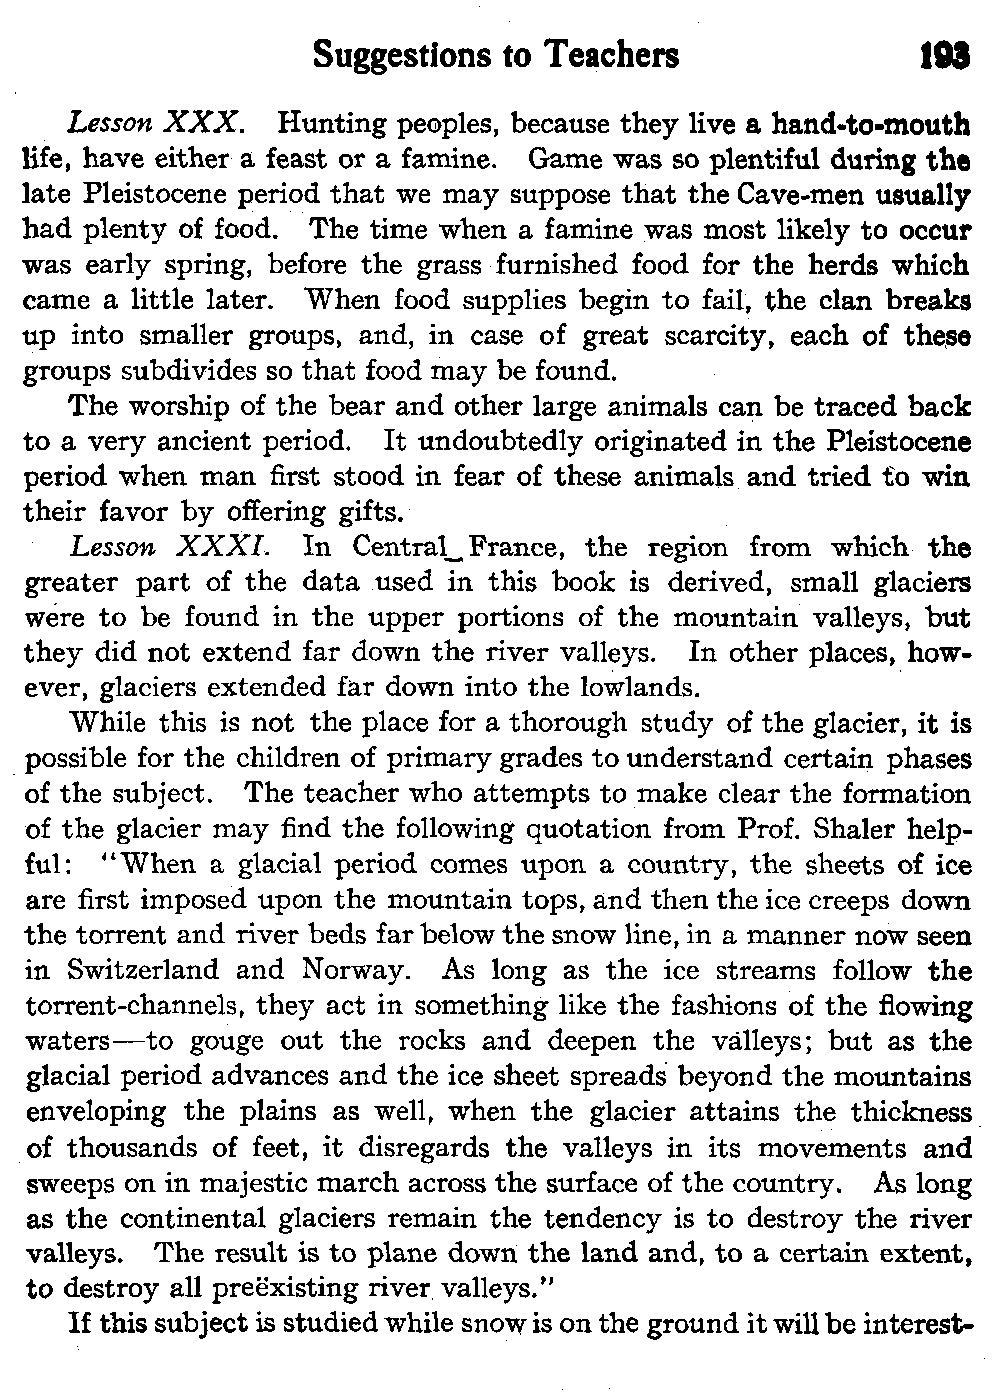 Suggestions to Teachers 193
Lesson XXX. Hunting peoples, because they live a hand-to-mouth
life, have either a feast or a famine. Game was so plentiful during the
late Pleistocene period that we may suppose that the Cave-men usually
had plenty of food. The time when a famine was most likely to occur
was early spring, before the grass furnished food for the herds which
came a little later. When food supplies begin to fail, the clan breaks
up into smaller groups, and, in case of great scarcity, each of these
groups subdivides so that food may be found.
The worship of the bear and other large animals can be traced back
to a very ancient period. It undoubtedly originated in the Pleistocene
period when man first stood in fear of these animals and tried to win
their favor by offering gifts.
Lesson XXXI. In Central France, the region from which the
greater part of the data used in this book is derived, small glaciers
were to be found in the upper portions of the mountain valleys, but
they did not extend far down the river valleys. In other places, how-
ever, glaciers extended far down into the lowlands.
While this is not the place for a thorough study of the glacier, it is
possible for the children of primary grades to understand certain phases
of the subject. The teacher who attempts to make clear the formation
of the glacier may find the following quotation from Prof. Shaler help-
ful: "When a glacial period comes upon a country, the sheets of ice
are first imposed upon the mountain tops, and then the ice creeps down
the torrent and river beds far below the snow line, in a manner now seen
in Switzerland and Norway. As long as the ice streams follow the
torrent-channels, they act in something like the fashions of the flowing
waters—to gouge out the rocks and deepen the valleys; but as the
glacial period advances and the ice sheet spreads beyond the mountains
enveloping the plains as well, when the glacier attains the thickness
of thousands of feet, it disregards the valleys in its movements and
sweeps on in majestic march across the surface of the country. As long
as the continental glaciers remain the tendency is to destroy the river
valleys. The result is to plane down the land and, to a certain extent,
to destroy all preëxisting river valleys."
If this subject is studied while snow is on the ground it will be interest-